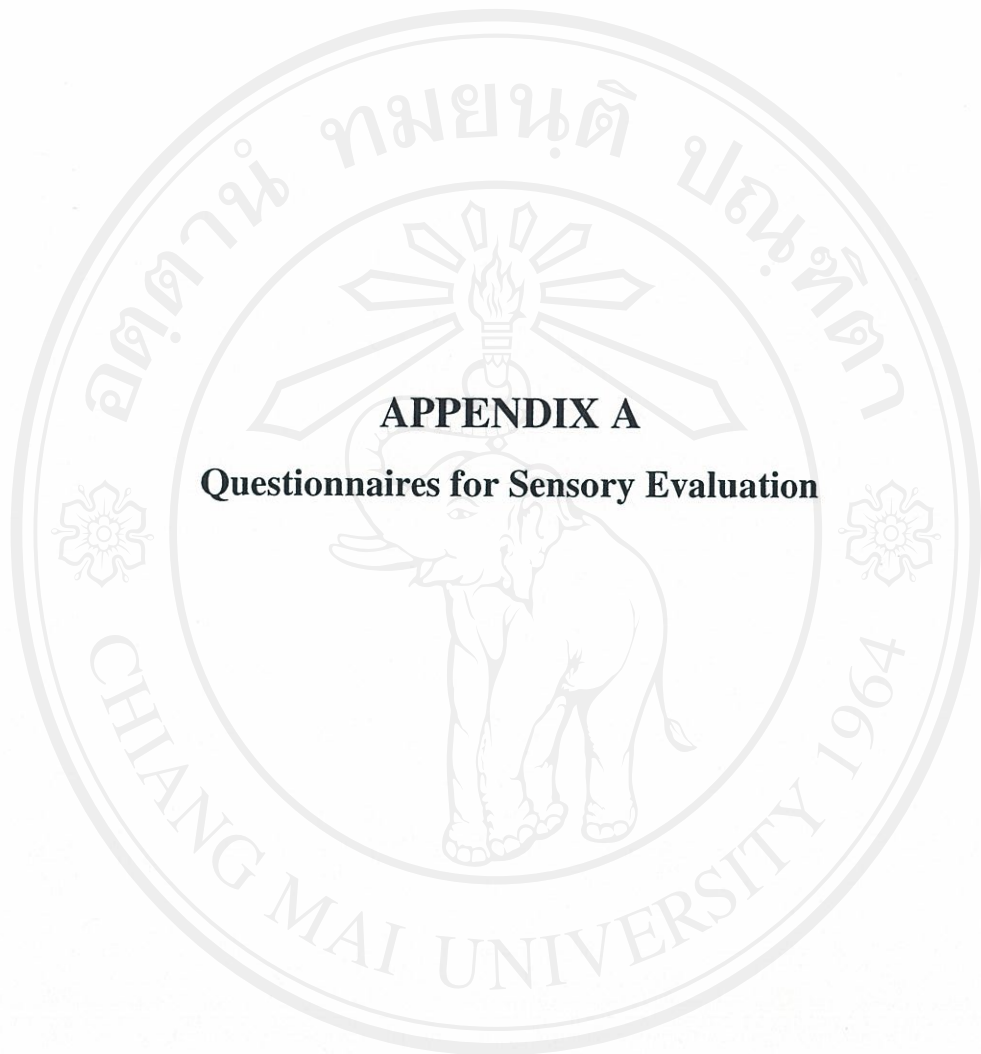 อตฺตานํ ทมยนฺติ ปณฺฑิตา
APPENDIX A
Questionnaires for Sensory Evaluation
CHIANG MAI UNIVERSITY 1964